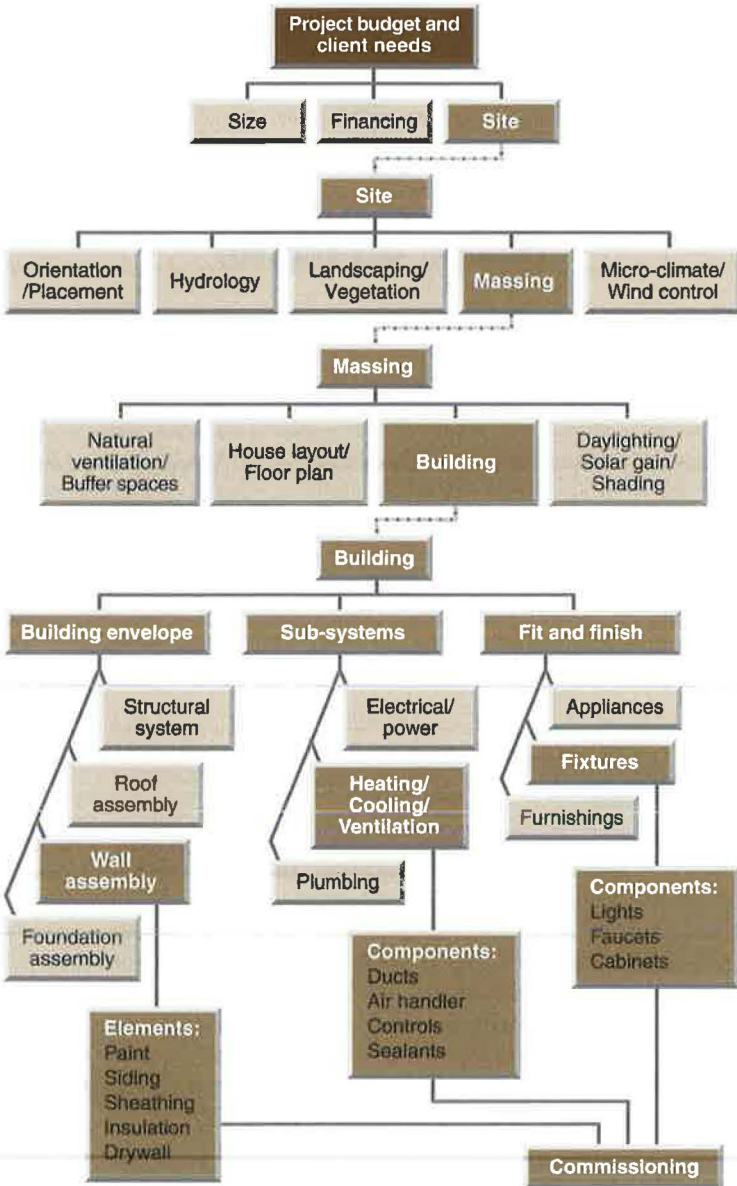 Project budget and
client needs
Size
Financing
Site
Site
Orientation
/Placement
Hydrology
Landscaping/
Vegetation
Massing
Micro-climate/
Wind control
Massing
Natural
ventilation/
Buffer spaces
House layout/
Floor plan
Building
Daylighting/
Solar gain/
Shading
Building
Building envelope
Sub-systems
Fit and finish
Structural
system
Roof
assembly
Wall
assembly
Foundation
assembly
Elements:
Paint
Siding
Sheathing
Insulation
Drywall
Electrical/
power
Heating/
Cooling/
Ventilation
Plumbing
Components:
Ducts
Air handler
Controls
Sealants
Appliances
Fixtures
Furnishings
Components:
Lights
Faucets
Cabinets
Commissioning